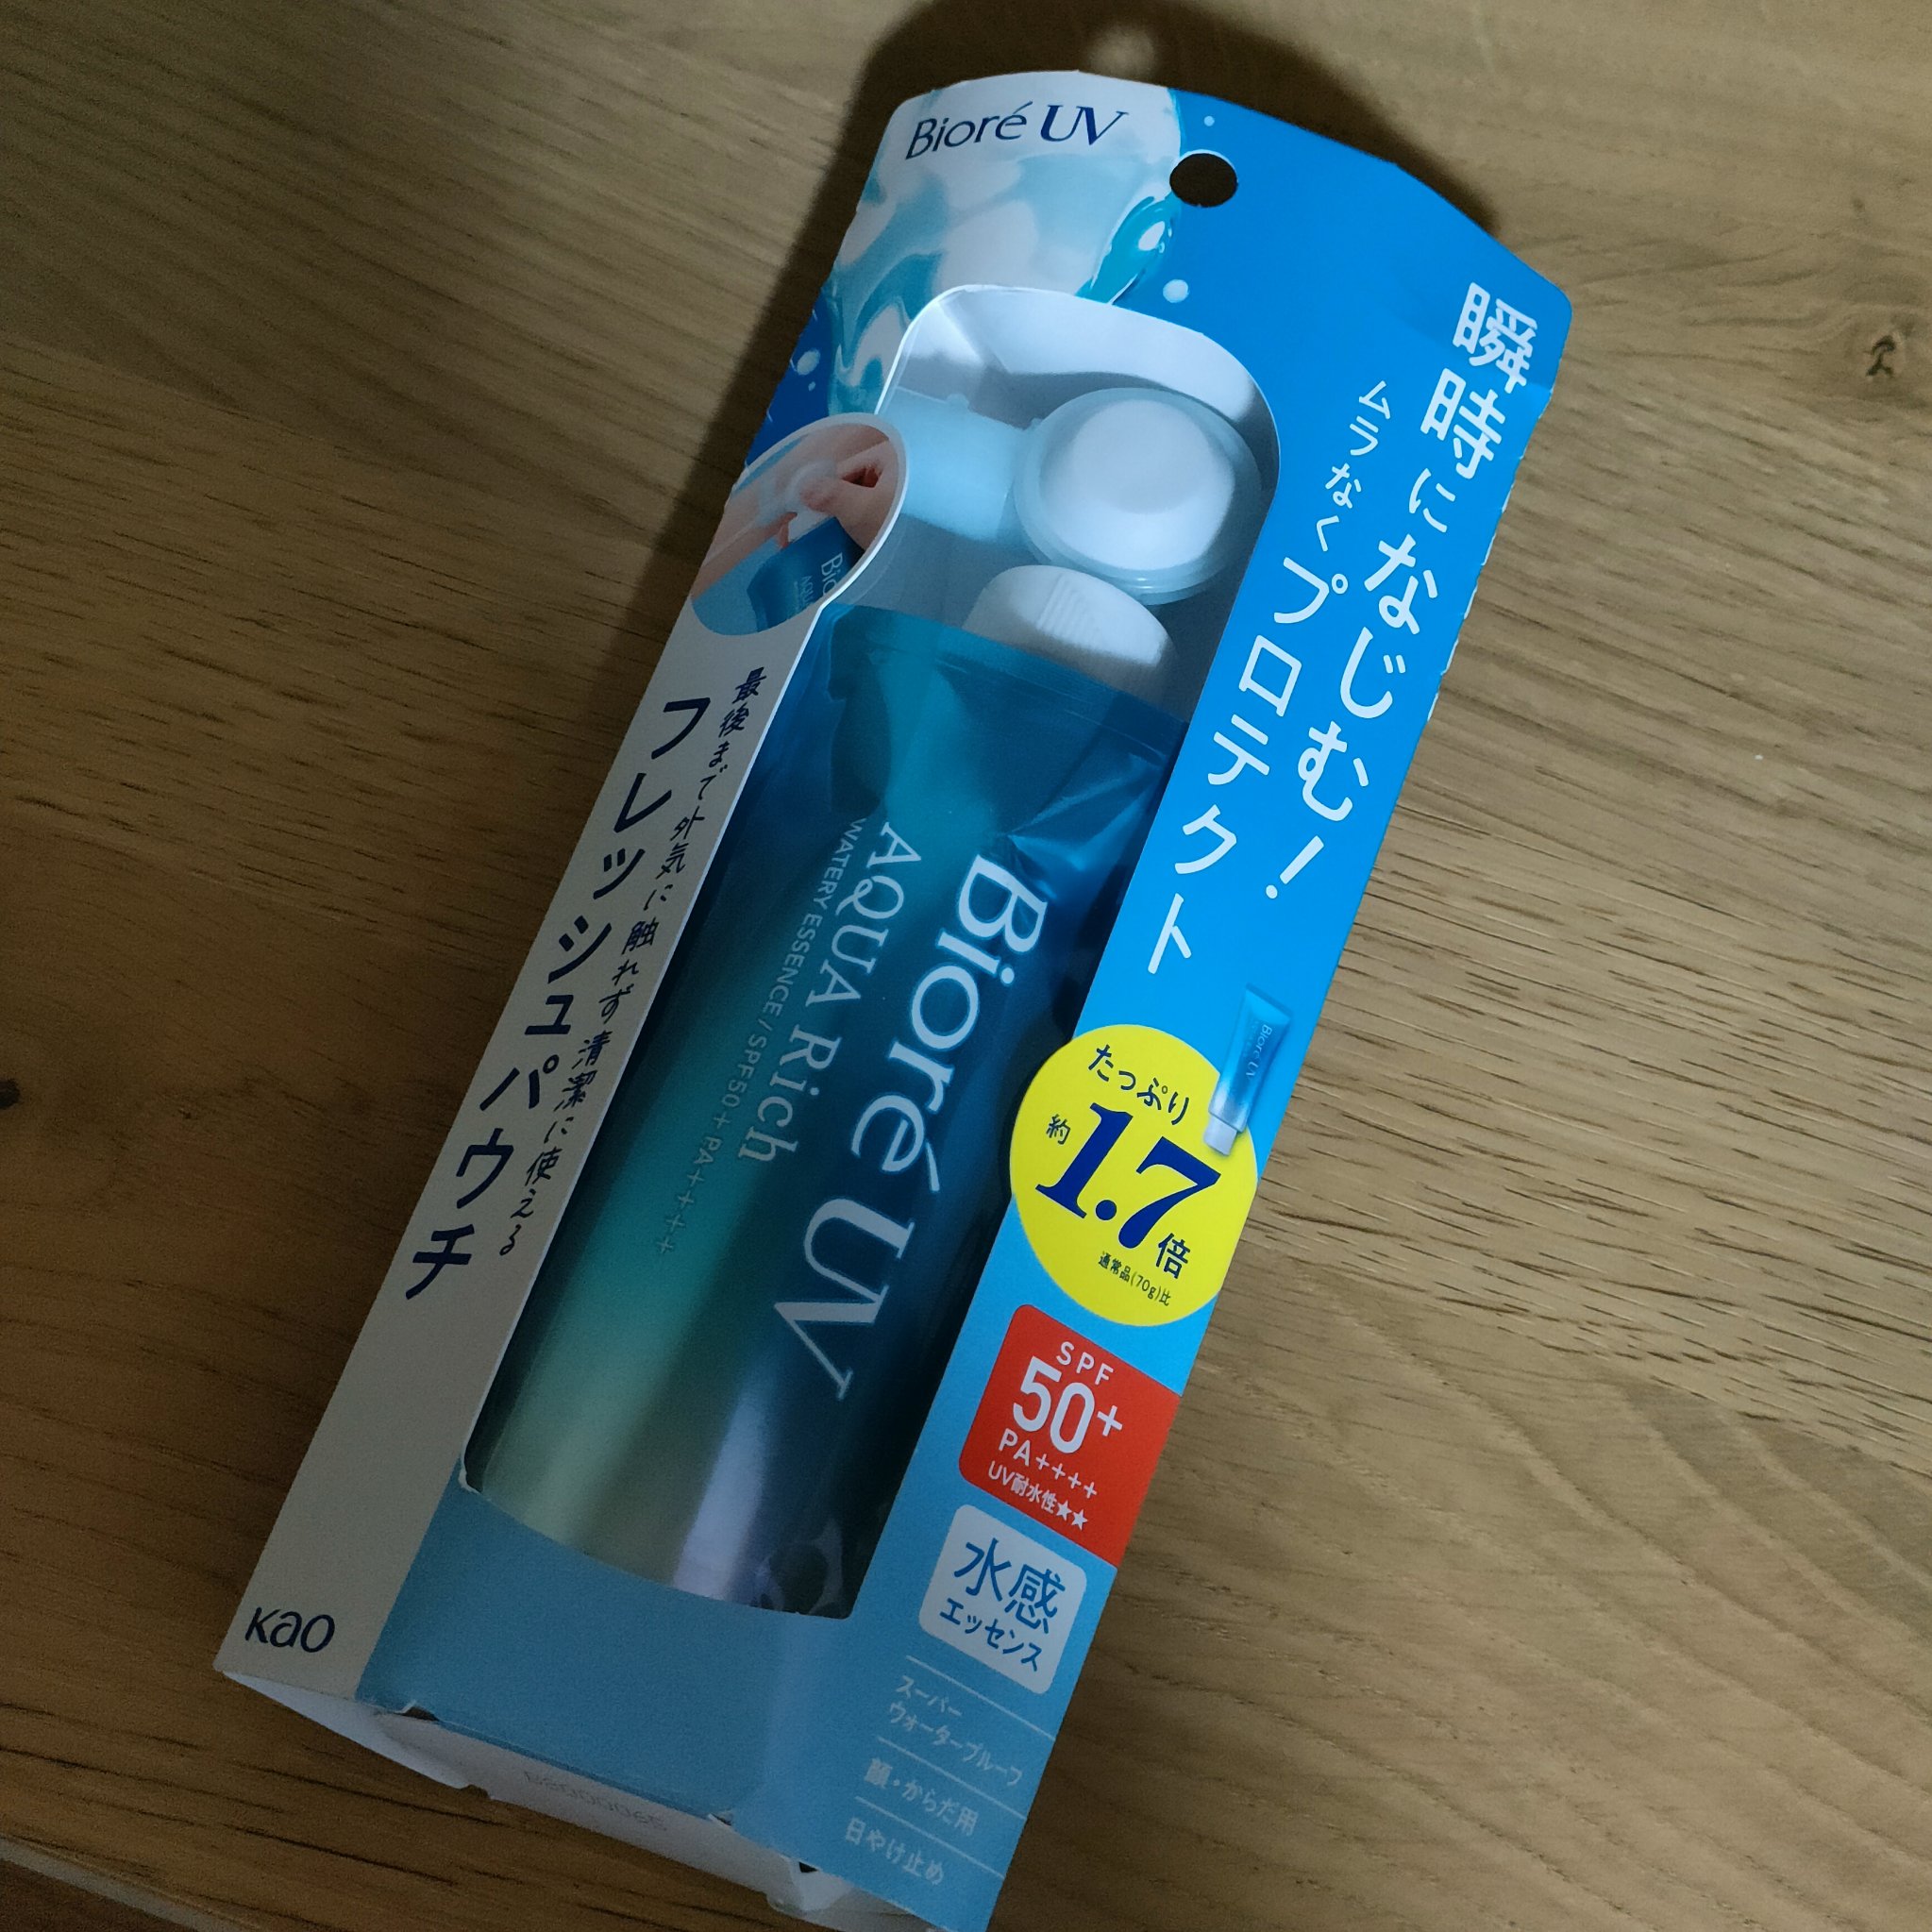 Bioré UV
瞬時になじむ!
ムラなくプロテクト
最後まで外気に触れず清潔に使える
フレッシュパウチ
Bioré UV
AQUA Rich
WATERY ESSENCE / SPF50+ PA++++
Bioré UV
たっぷり
約1.7倍
通常品(70g)比
SPF
50+
PA++++
UV耐水性★★
水感
エッセンス
スーパー
ウォータープルーフ
顔・からだ用
日やけ止め
Kao